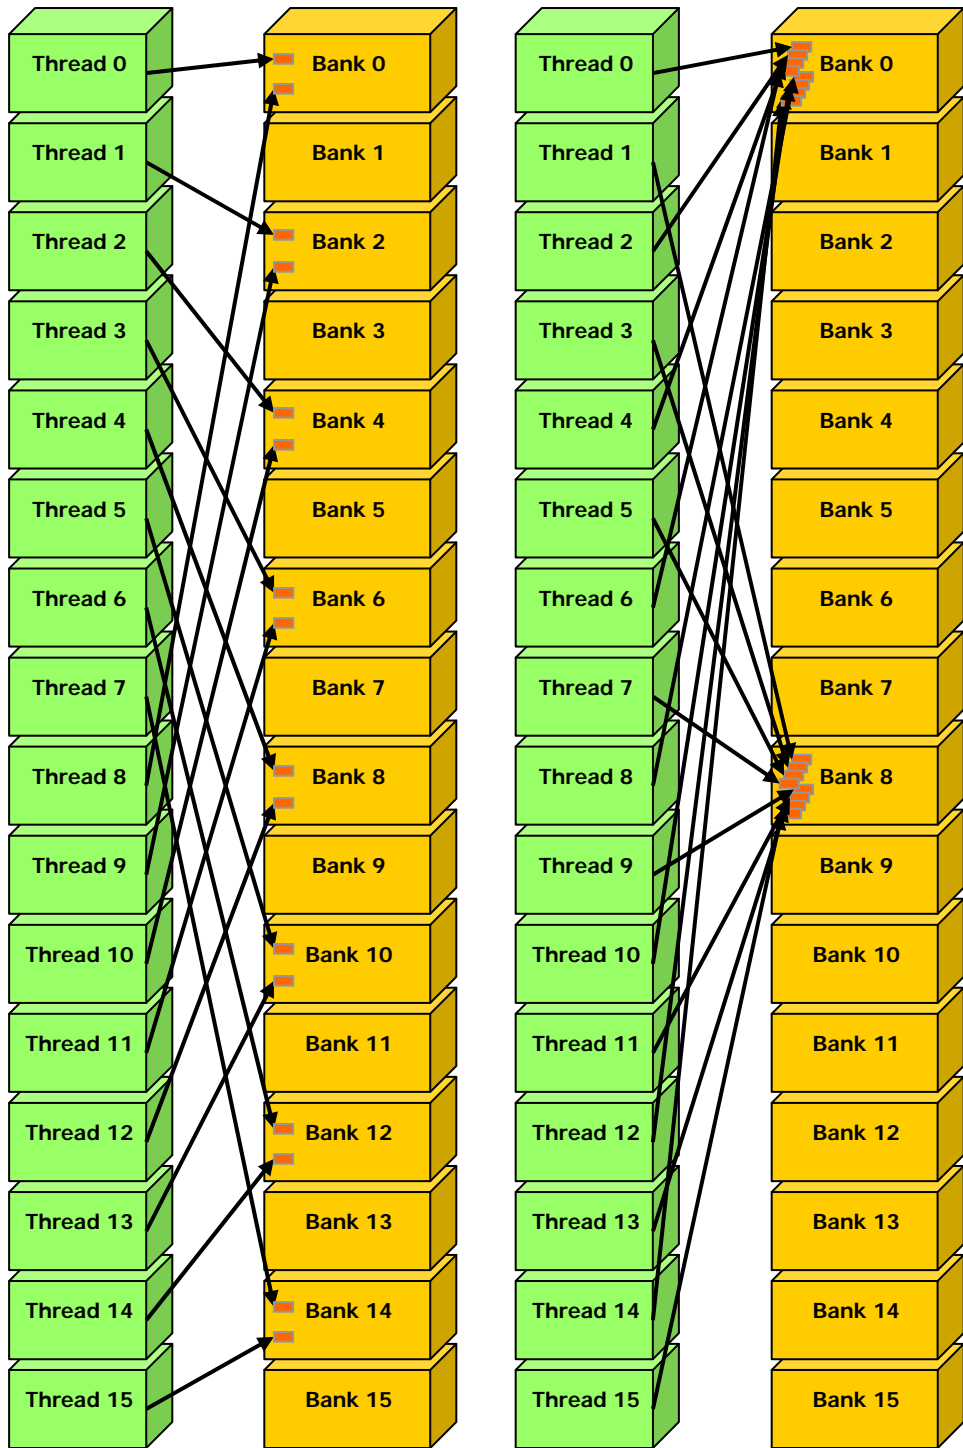 Thread 0 Bank 0 Thread 0 Bank 0
Thread 1 Bank 1 Thread 1 Bank 1
Thread 2 Bank 2 Thread 2 Bank 2
Thread 3 Bank 3 Thread 3 Bank 3
Thread 4 Bank 4 Thread 4 Bank 4
Thread 5 Bank 5 Thread 5 Bank 5
Thread 6 Bank 6 Thread 6 Bank 6
Thread 7 Bank 7 Thread 7 Bank 7
Thread 8 Bank 8 Thread 8 Bank 8
Thread 9 Bank 9 Thread 9 Bank 9
Thread 10 Bank 10 Thread 10 Bank 10
Thread 11 Bank 11 Thread 11 Bank 11
Thread 12 Bank 12 Thread 12 Bank 12
Thread 13 Bank 13 Thread 13 Bank 13
Thread 14 Bank 14 Thread 14 Bank 14
Thread 15 Bank 15 Thread 15 Bank 15